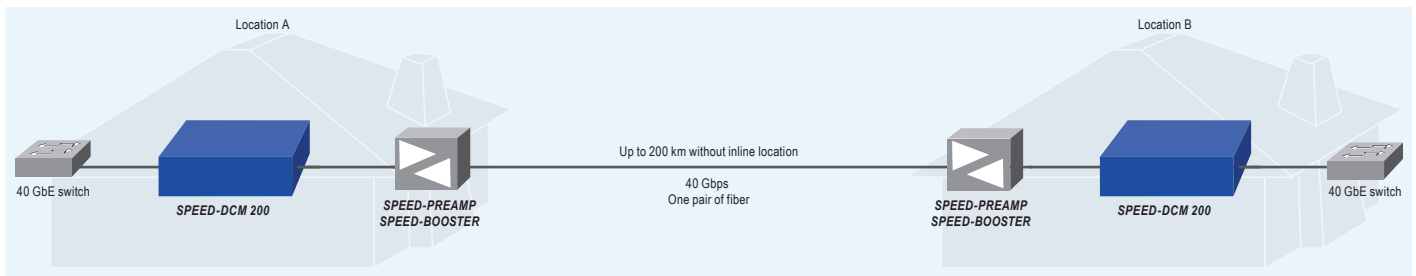 Location A
Location B
Up to 200 km without inline location
40 Gbps
One pair of fiber
40 GbE switch
SPEED-DCM 200
SPEED-PREAMP
SPEED-BOOSTER
SPEED-PREAMP
SPEED-BOOSTER
SPEED-DCM 200
40 GbE switch